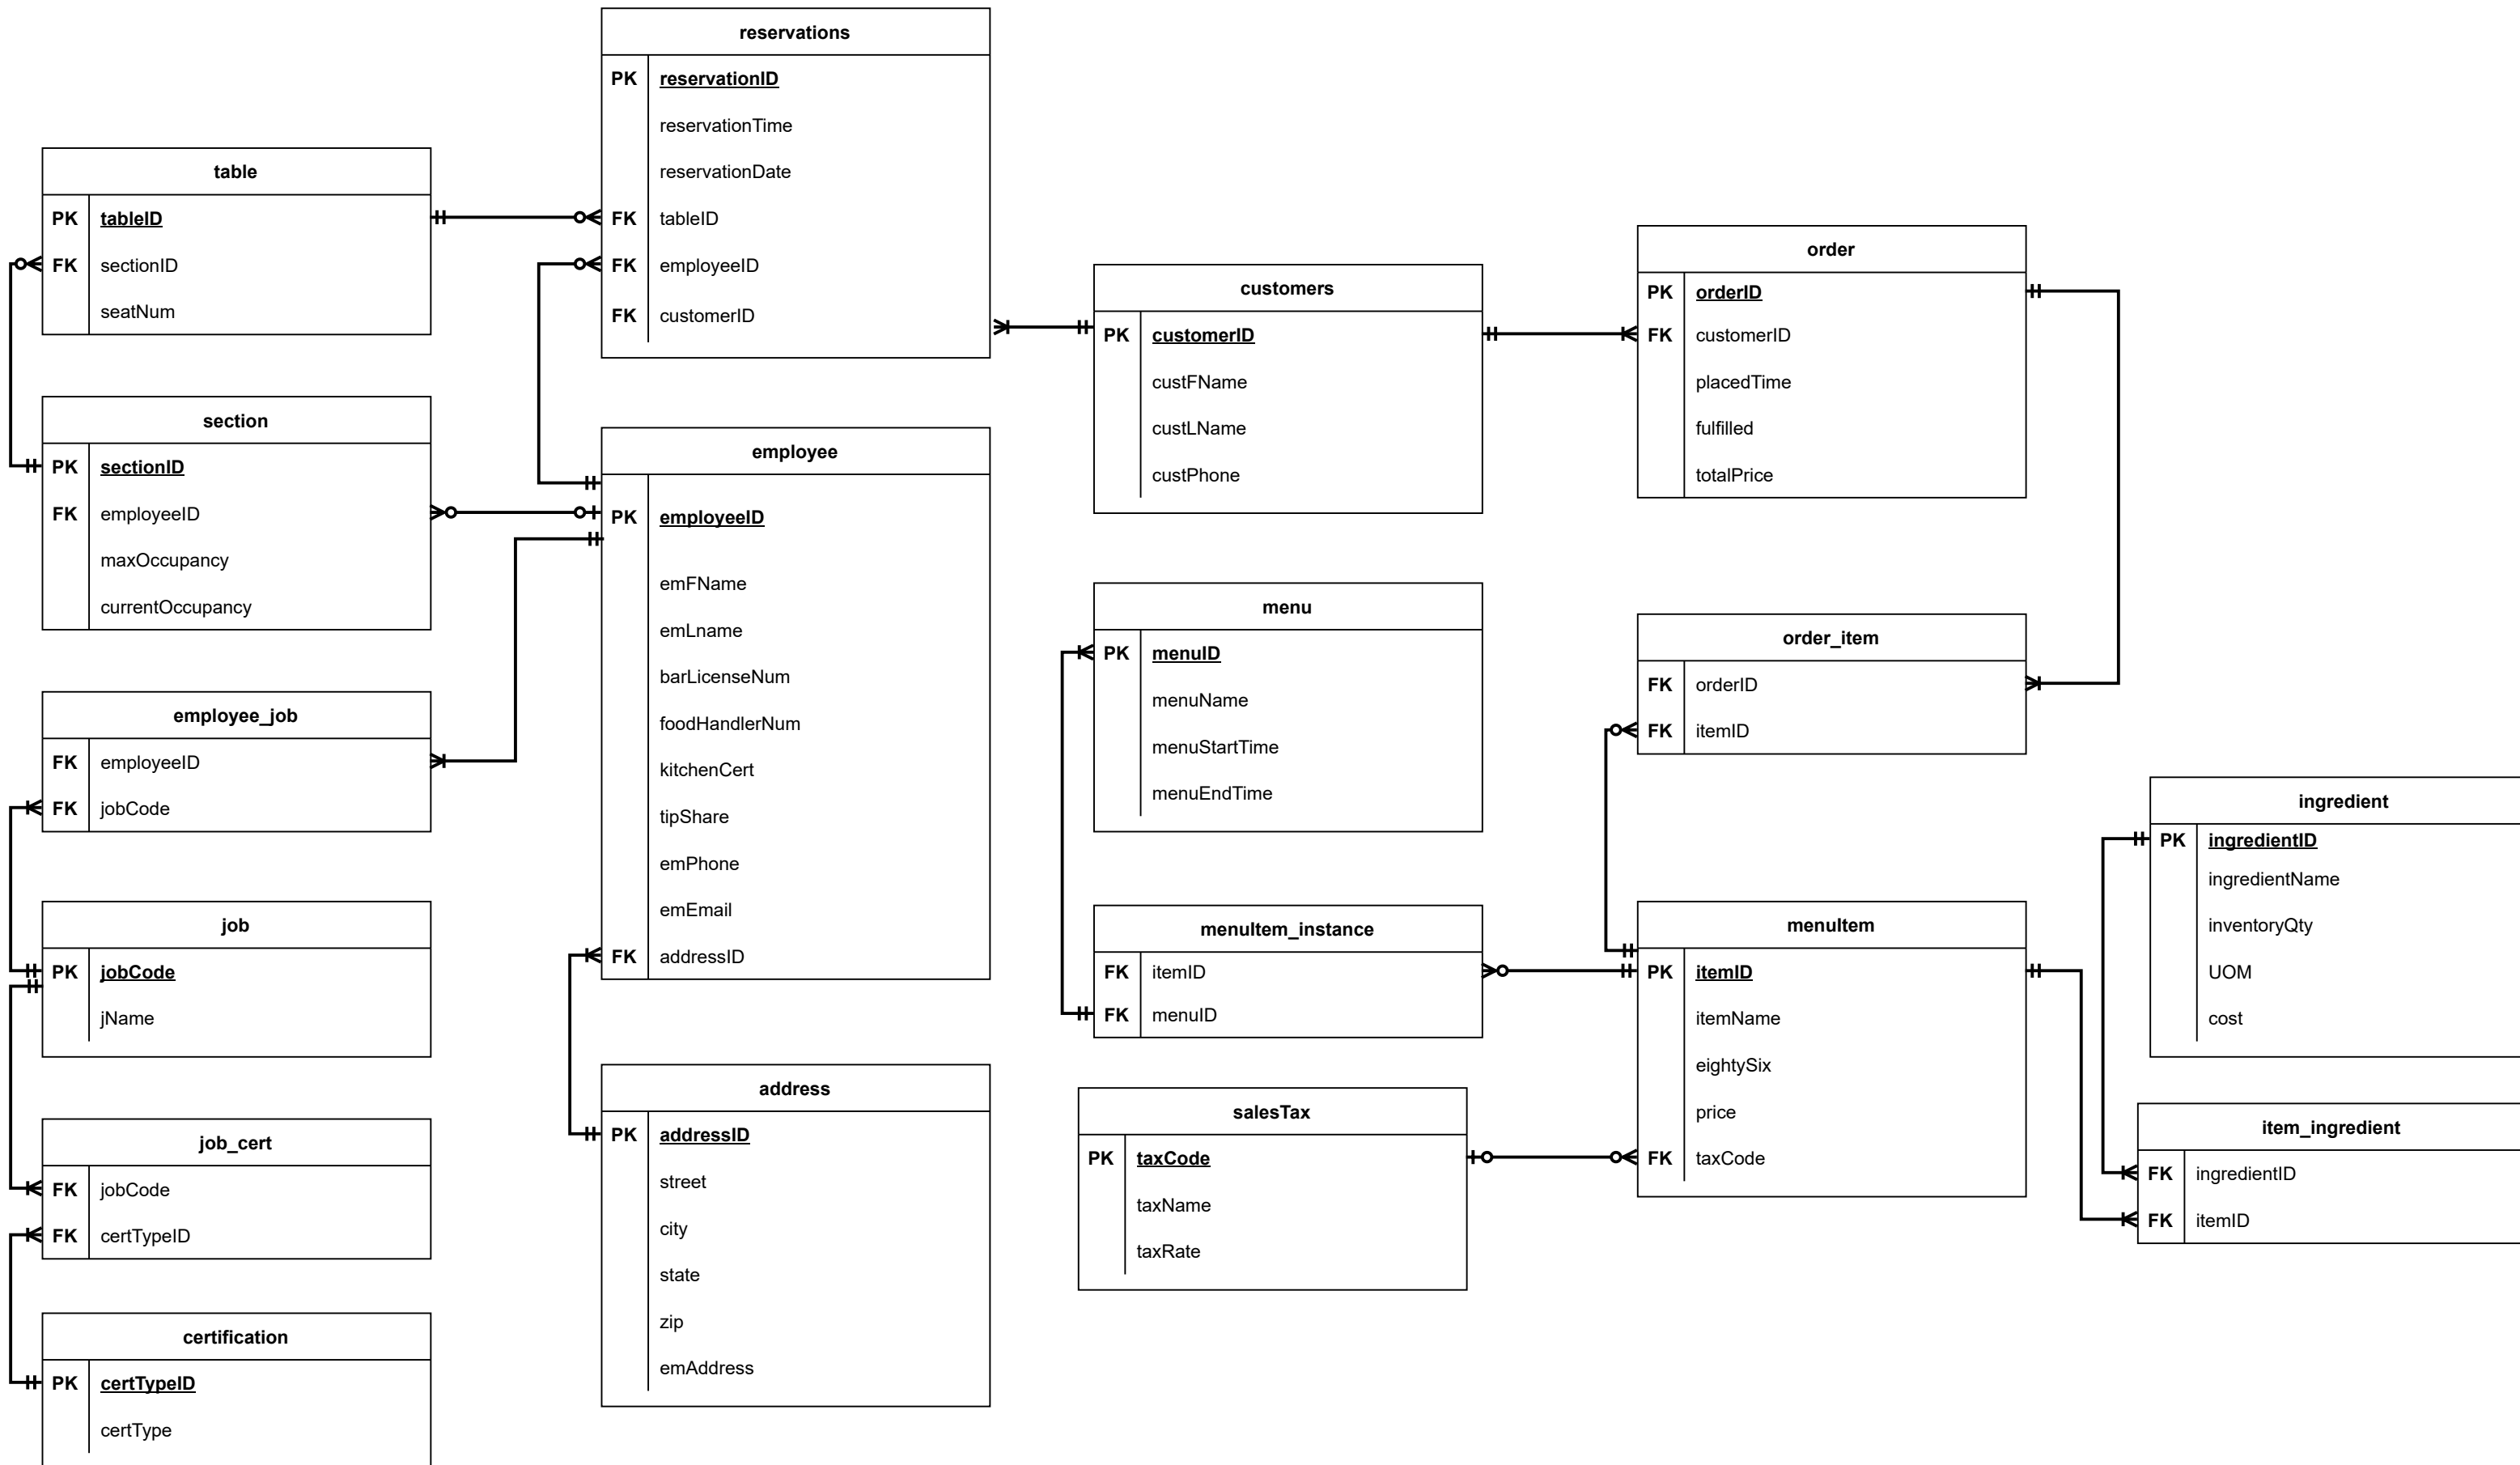 reservations
PK reservationID
reservationTime
reservationDate
FK tableID
FK employeeID
FK customerID
table
PK tableID
FK sectionID
seatNum
section
PK sectionID
FK employeeID
maxOccupancy
currentOccupancy
employee_job
FK employeeID
FK jobCode
job
PK jobCode
jName
job_cert
FK jobCode
FK certTypeID
certification
PK certTypeID
certType
employee
PK employeeID
emFName
emLname
barLicenseNum
foodHandlerNum
kitchenCert
tipShare
emPhone
emEmail
FK addressID
address
PK addressID
street
city
state
zip
emAddress
customers
PK customerID
custFName
custLName
custPhone
menu
PK menuID
menuName
menuStartTime
menuEndTime
menuItem_instance
FK itemID
FK menuID
salesTax
PK taxCode
taxName
taxRate
order
PK orderID
FK customerID
placedTime
fulfilled
totalPrice
order_item
FK orderID
FK itemID
menuItem
PK itemID
itemName
eightySix
price
FK taxCode
ingredient
PK ingredientID
ingredientName
inventoryQty
UOM
cost
item_ingredient
FK ingredientID
FK itemID